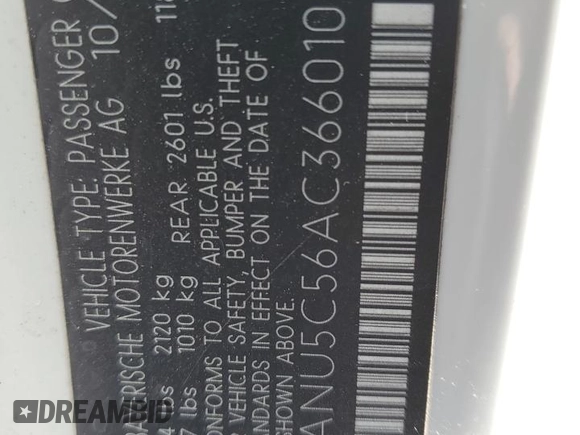 VEHICLE TYPE: PASSENGER
BAYERISCHE MOTORENWERKE AG 10/
lbs 2120 kg
lbs 1010 kg REAR 2601 lbs 118
CONFORMS TO ALL APPLICABLE U.S.
VEHICLE SAFETY, BUMPER AND THEFT
STANDARDS IN EFFECT ON THE DATE OF
SHOWN ABOVE.
ANU5C56AC366010
DREAMBID